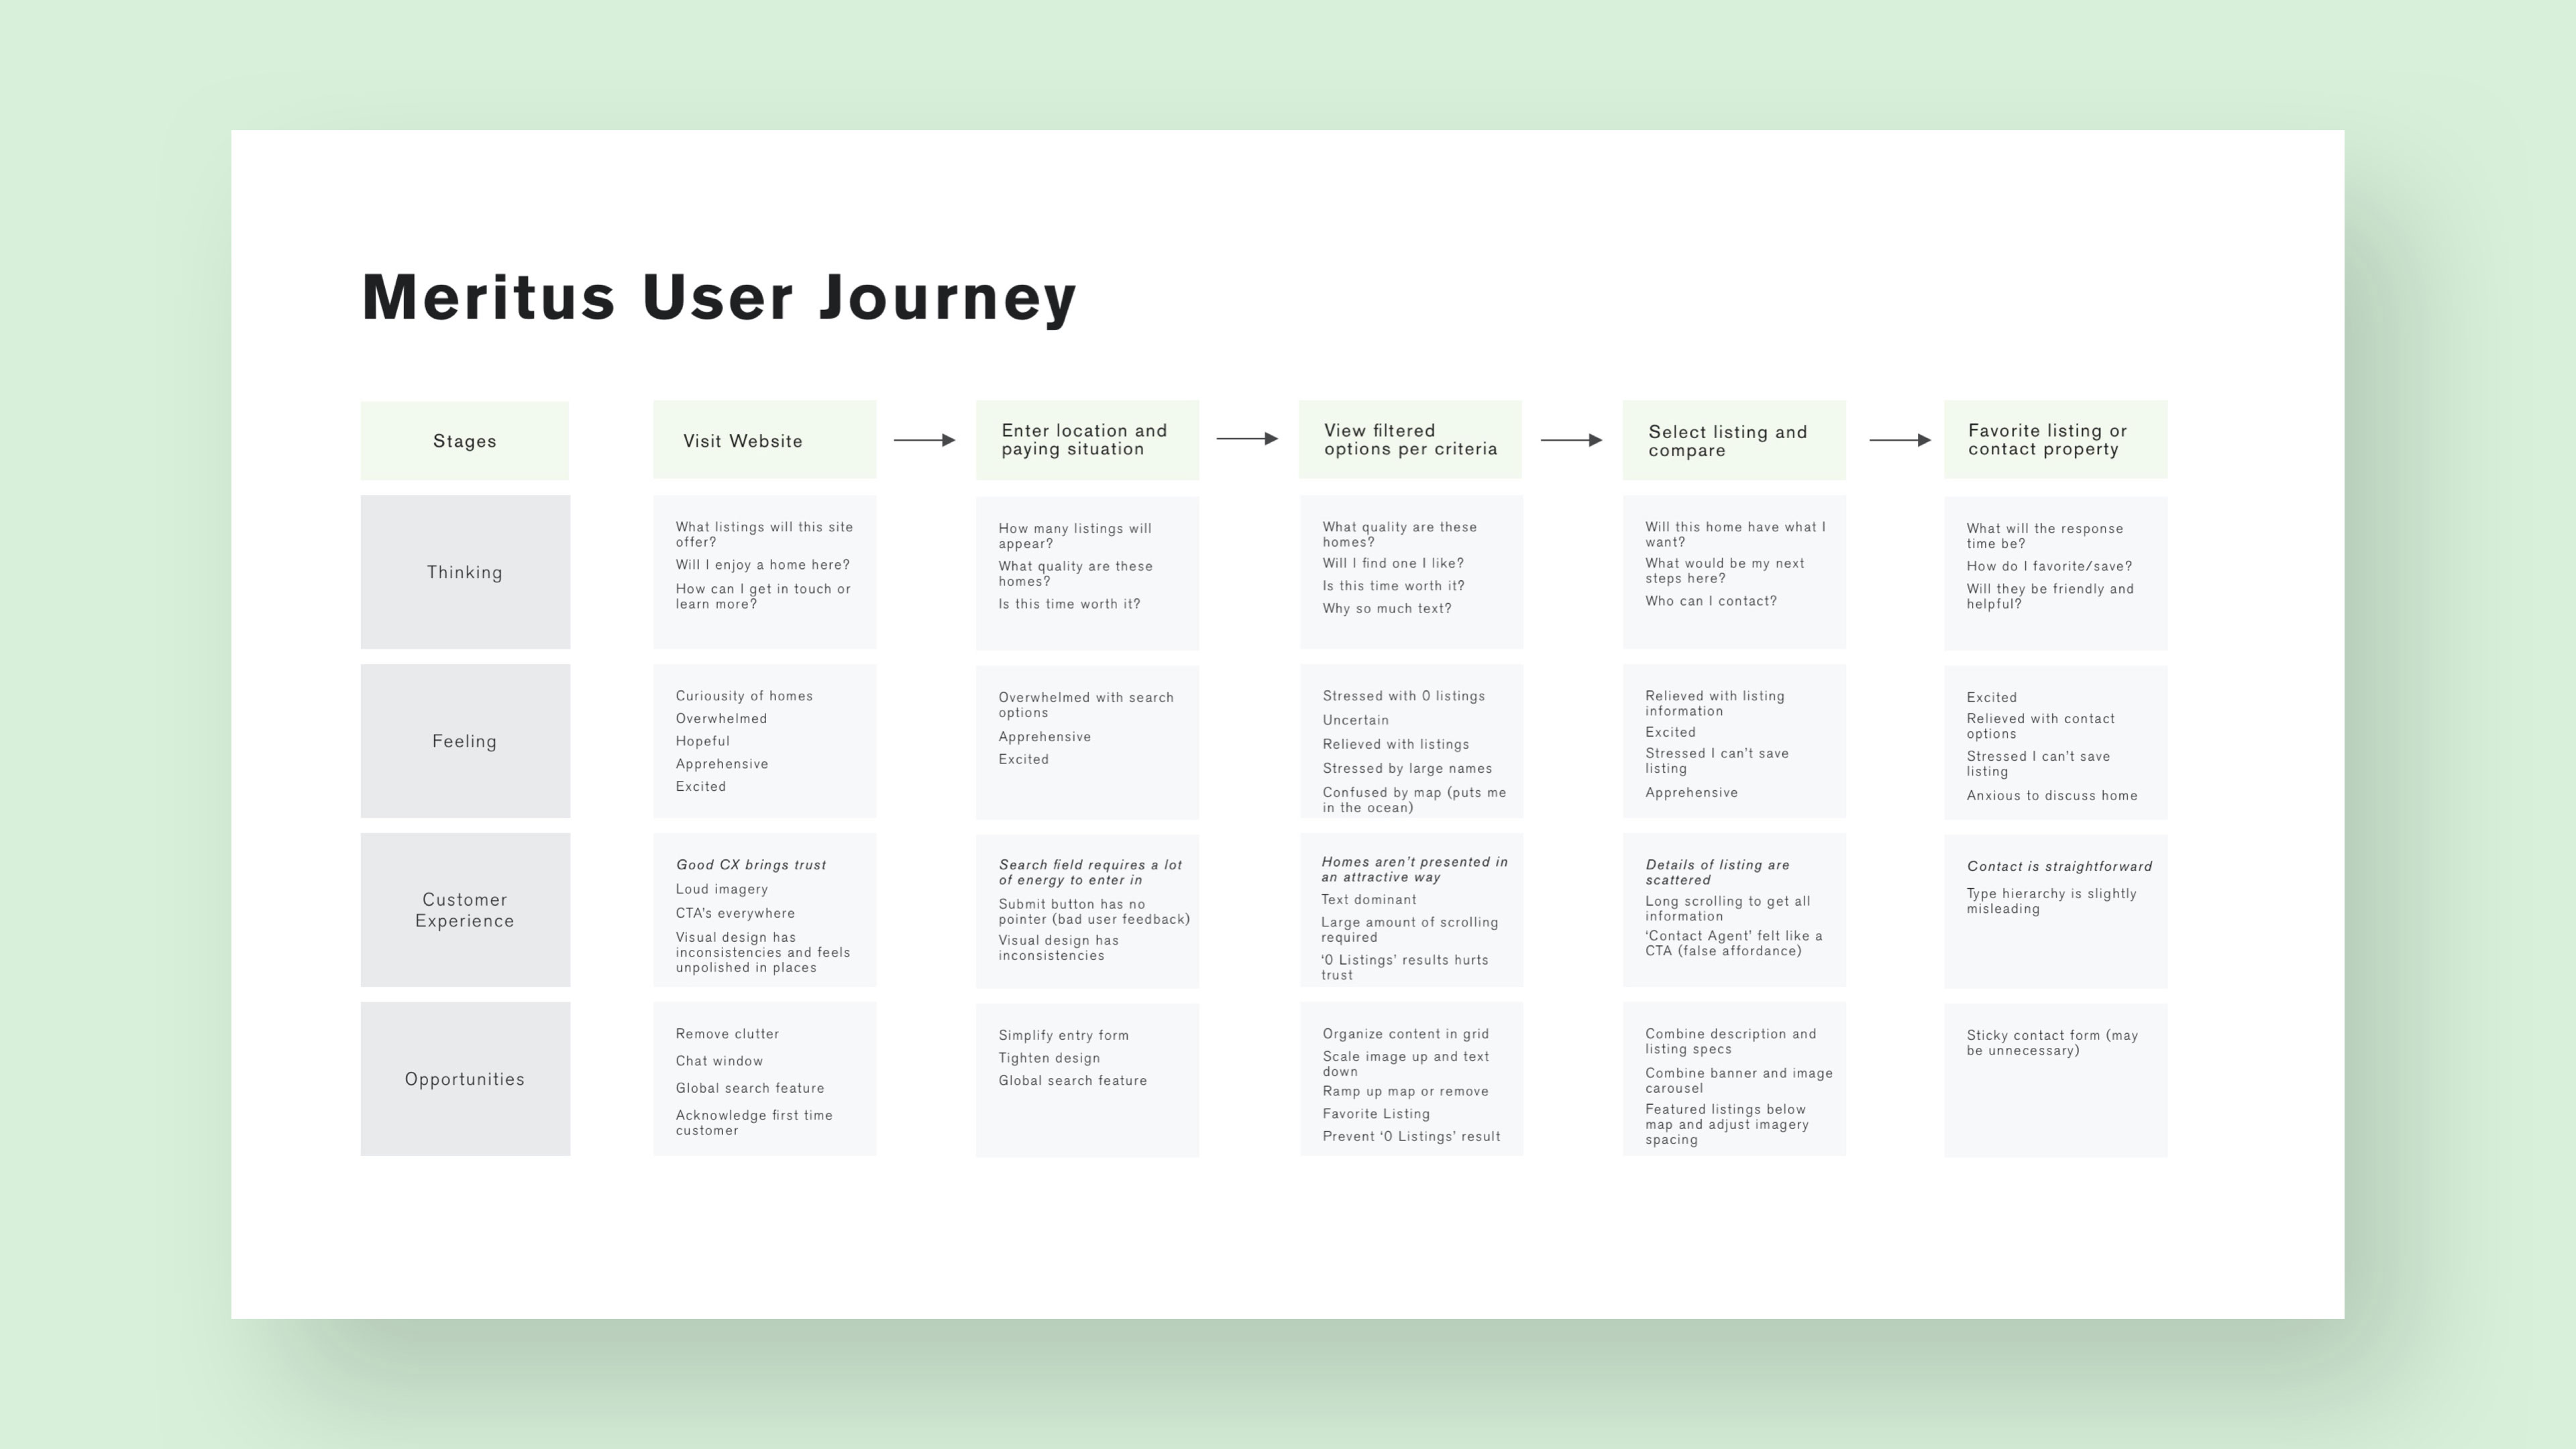 Meritus User Journey
Stages
Visit Website
Enter location and
paying situation
View filtered
options per criteria
Select listing and
compare
Favorite listing or
contact property
Thinking
What listings will this site
offer?
Will I enjoy a home here?
How can I get in touch or
learn more?
How many listings will
appear?
What quality are these
homes?
Is this time worth it?
What quality are these
homes?
Will I find one I like?
Is this time worth it?
Why so much text?
Will this home have what I
want?
What would be my next
steps here?
Who can I contact?
What will the response
time be?
How do I favorite/save?
Will they be friendly and
helpful?
Feeling
Curiousity of homes
Overwhelmed
Hopeful
Apprehensive
Excited
Overwhelmed with search
options
Apprehensive
Excited
Stressed with 0 listings
Uncertain
Relieved with listings
Stressed by large names
Confused by map (puts me
in the ocean)
Relieved with listing
information
Excited
Stressed I can’t save
listing
Apprehensive
Excited
Relieved with contact
options
Stressed I can’t save
listing
Anxious to discuss home
Customer
Experience
Good CX brings trust
Loud imagery
CTA’s everywhere
Visual design has
inconsistencies and feels
unpolished in places
Search field requires a lot
of energy to enter in
Submit button has no
pointer (bad user feedback)
Visual design has
inconsistencies
Homes aren’t presented in
an attractive way
Text dominant
Large amount of scrolling
required
‘0 Listings’ results hurts
trust
Details of listing are
scattered
Long scrolling to get all
information
‘Contact Agent’ felt like a
CTA (false affordance)
Contact is straightforward
Type hierarchy is slightly
misleading
Opportunities
Remove clutter
Chat window
Global search feature
Acknowledge first time
customer
Simplify entry form
Tighten design
Global search feature
Organize content in grid
Scale image up and text
down
Ramp up map or remove
Favorite Listing
Prevent ‘0 Listings’ result
Combine description and
listing specs
Combine banner and image
carousel
Featured listings below
map and adjust imagery
spacing
Sticky contact form (may
be unnecessary)